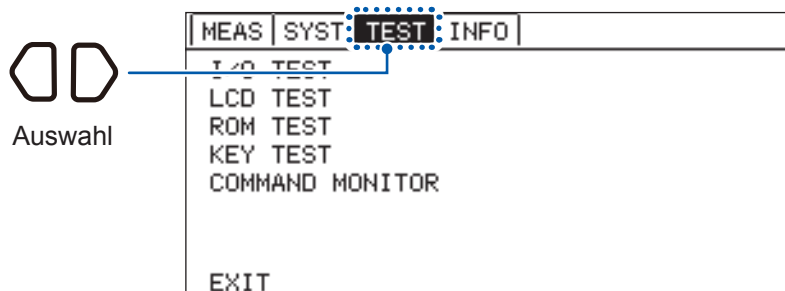 MEAS SYST TEST INFO
I/O TEST
LCD TEST
ROM TEST
KEY TEST
COMMAND MONITOR
EXIT
Auswahl